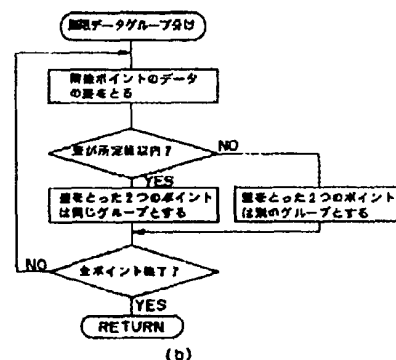 データグループ分け
隣接ポイントのデータ
の差をとる
差が所定値以内?
NO
YES
差をとった2つのポイント
は同じグループとする
差をとった2つのポイント
は別のグループとする
NO
全ポイント終了?
YES
RETURN
(b)